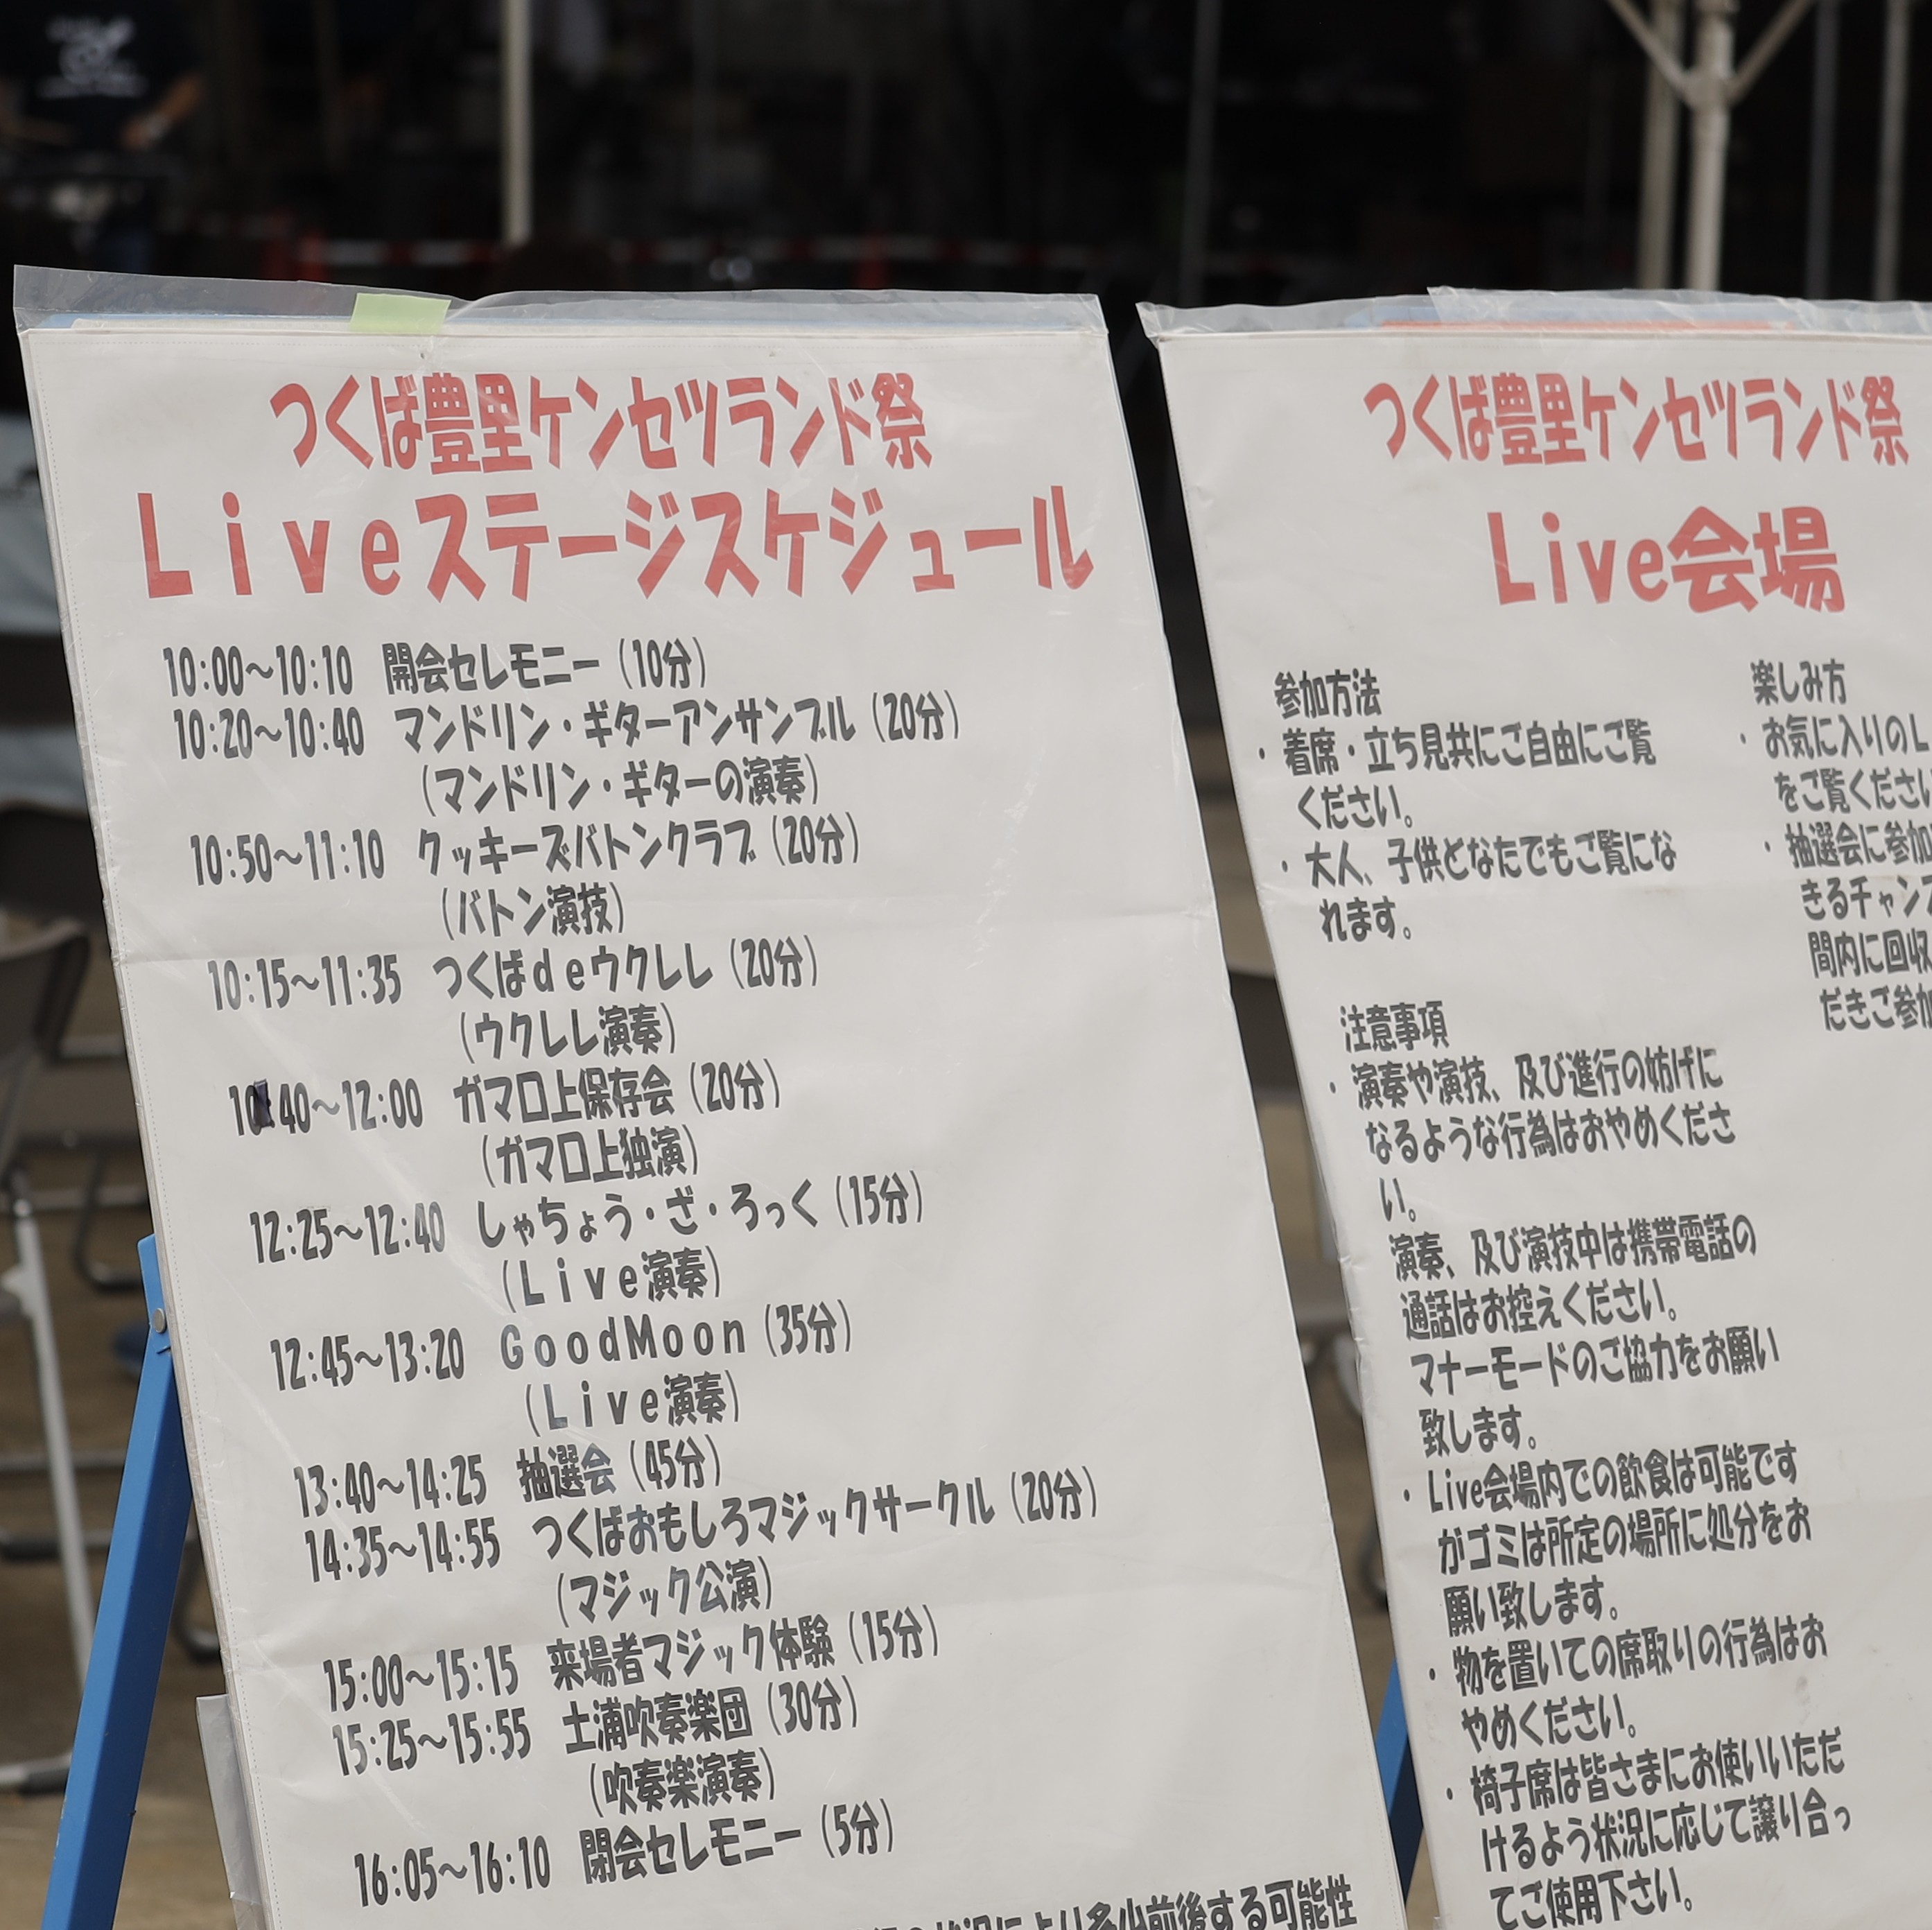 つくば豊里ケンセツランド祭
Liveステージスケジュール
10:00～10:10 開会セレモニー（10分）
10:20～10:40 マンドリン・ギターアンサンブル（20分）
（マンドリン・ギターの演奏）
10:50～11:10 クッキーズバトンクラブ（20分）
（バトン演技）
10:15～11:35 つくばdeウクレレ（20分）
（ウクレレ演奏）
10:40～12:00 ガマ口上保存会（20分）
（ガマ口上独演）
12:25～12:40 しゃちょう・ざ・ろっく（15分）
（Live演奏）
12:45～13:20 GoodMoon（35分）
（Live演奏）
13:40～14:25 抽選会（45分）
14:35～14:55 つくばおもしろマジックサークル（20分）
（マジック公演）
15:00～15:15 来場者マジック体験（15分）
15:25～15:55 土浦吹奏楽団（30分）
（吹奏楽演奏）
16:05～16:10 閉会セレモニー（5分）
状況により多少前後する可能性
つくば豊里ケンセツランド祭
Live会場
参加方法
・着席・立ち見共にご自由にご覧
ください。
・大人、子供どなたでもご覧にな
れます。
注意事項
・演奏や演技、及び進行の妨げに
なるような行為はおやめくださ
い。
演奏、及び演技中は携帯電話の
通話はお控えください。
マナーモードのご協力をお願い
致します。
・Live会場内での飲食は可能です
がゴミは所定の場所に処分をお
願い致します。
・物を置いての席取りの行為はお
やめください。
・椅子席は皆さまにお使いいただ
けるよう状況に応じて譲り合っ
てご使用下さい。
楽しみ方
・お気に入りのL
をご覧ください
・抽選会に参加
きるチャンス
間内に回収
だきご参加